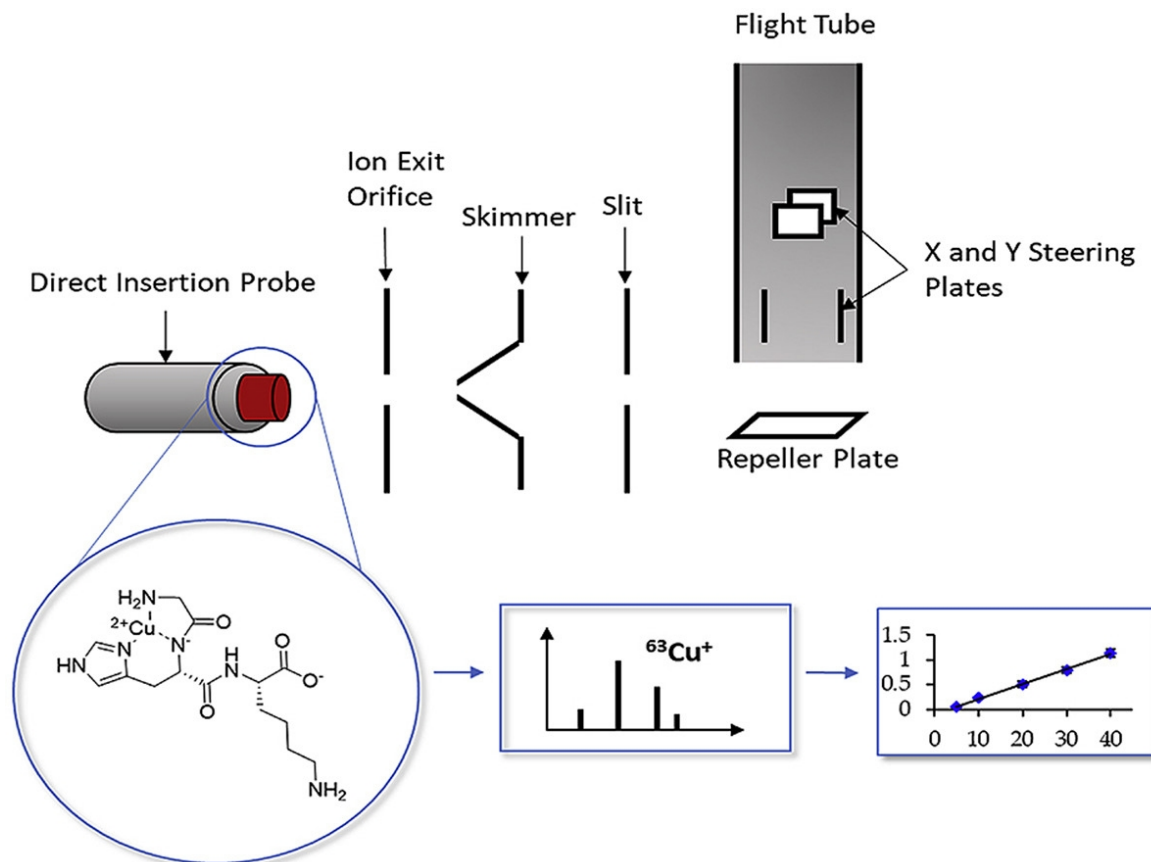 Flight Tube
Ion Exit
Orifice
Skimmer
Slit
X and Y Steering
Plates
Direct Insertion Probe
Repeller Plate
H₂N
O
2+Cu
N-
N
HN
H
N
O
O
O-
NH₂
⁶³Cu⁺
1.5
1
0.5
0
0 10 20 30 40